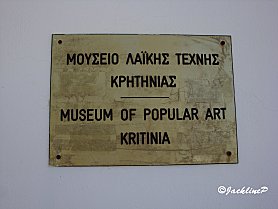 ΜΟΥΣΕΙΟ ΛΑΪΚΗΣ ΤΕΧΝΗΣ
ΚΡΗΤΗΝΙΑΣ
MUSEUM OF POPULAR ART
KRITINIA
©JacklineP